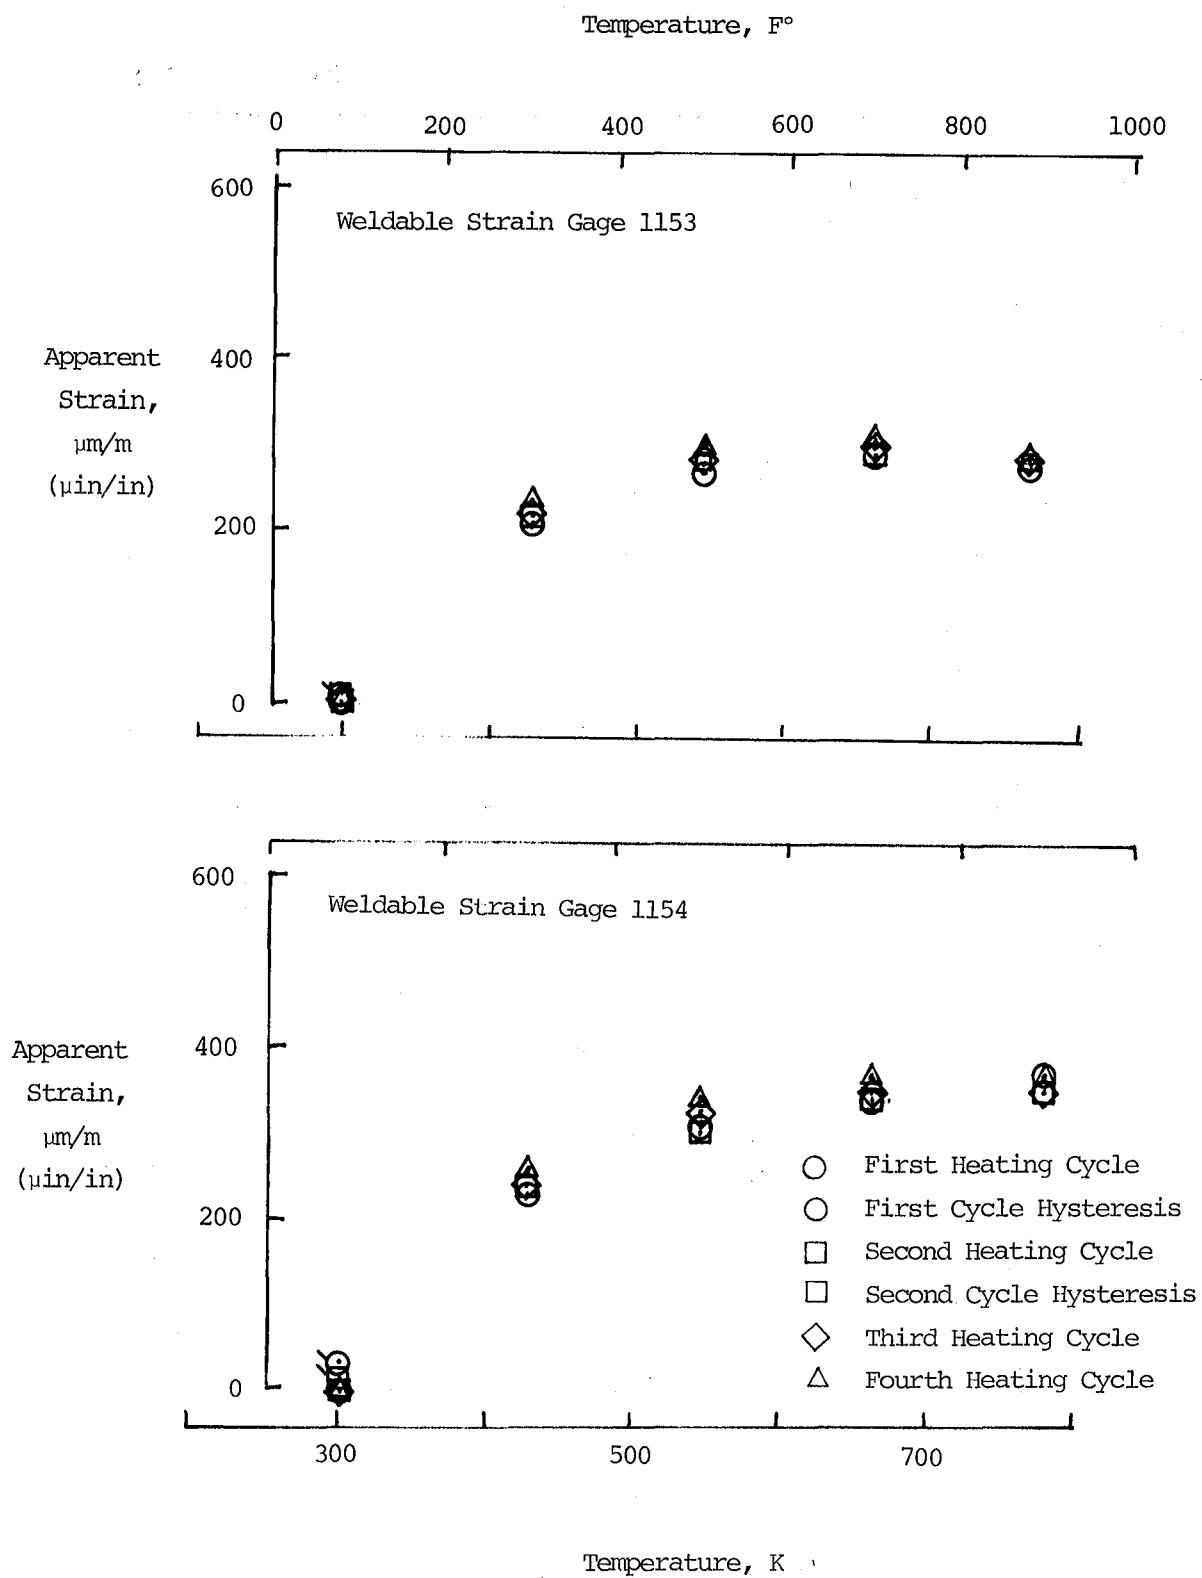 Temperature, F°
0 200 400 600 800 1000
600
Weldable Strain Gage 1153
400
Apparent
Strain,
μm/m
(μin/in)
200
0
600
Weldable Strain Gage 1154
400
Apparent
Strain,
μm/m
(μin/in)
200
0
First Heating Cycle
First Cycle Hysteresis
Second Heating Cycle
Second Cycle Hysteresis
Third Heating Cycle
Fourth Heating Cycle
300 500 700
Temperature, K